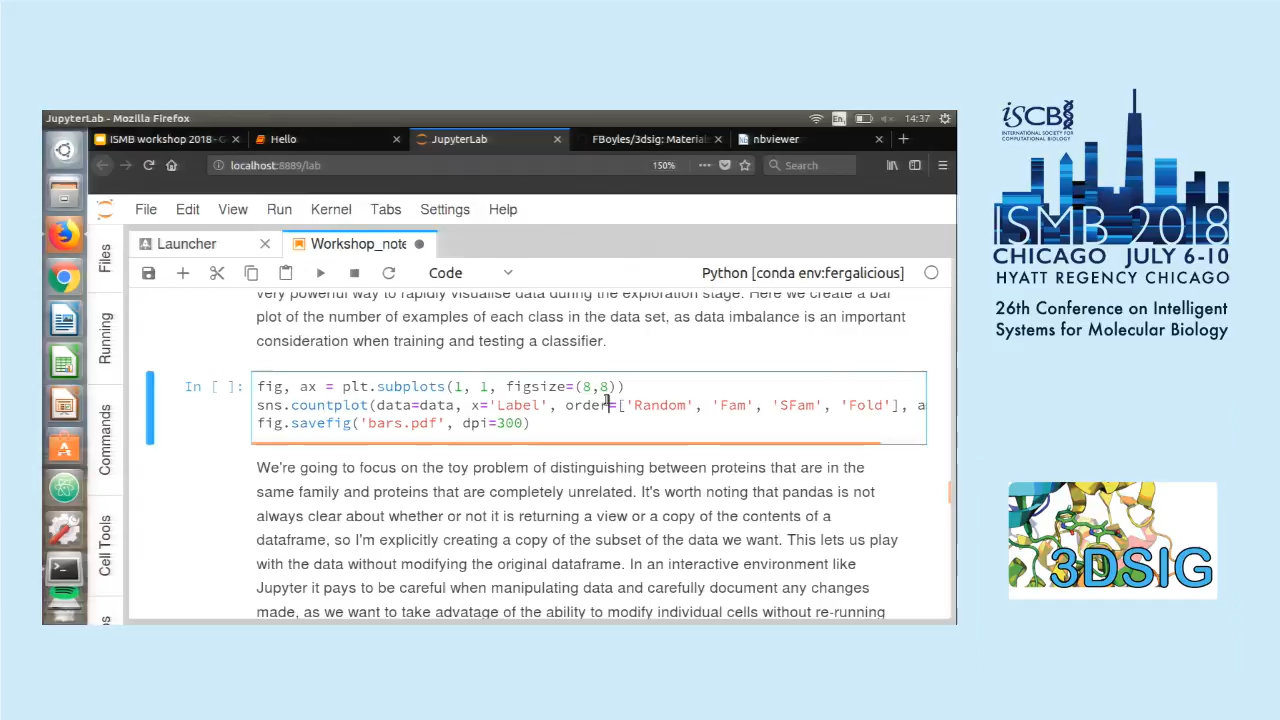 JupyterLab - Mozilla Firefox
En
14:37
ISMB workshop 2018 - G
Hello
JupyterLab
FBoyles/3dsig: Material
nbviewer
localhost:8889/lab
150%
Search
File Edit View Run Kernel Tabs Settings Help
Launcher
Workshop_note
Code
Python [conda env:fergalicious]
Files
Running
Commands
Cell Tools
very powerful way to rapidly visualise data during the exploration stage. Here we create a bar
plot of the number of examples of each class in the data set, as data imbalance is an important
consideration when training and testing a classifier.
In [ ]:
fig, ax = plt.subplots(1, 1, figsize=(8,8))
sns.countplot(data=data, x='Label', order=['Random', 'Fam', 'SFam', 'Fold'], a
fig.savefig('bars.pdf', dpi=300)
We're going to focus on the toy problem of distinguishing between proteins that are in the
same family and proteins that are completely unrelated. It's worth noting that pandas is not
always clear about whether or not it is returning a view or a copy of the contents of a
dataframe, so I'm explicitly creating a copy of the subset of the data we want. This lets us play
with the data without modifying the original dataframe. In an interactive environment like
Jupyter it pays to be careful when manipulating data and carefully document any changes
made, as we want to take advatage of the ability to modify individual cells without re-running
iSCB
INTERNATIONAL SOCIETY FOR
COMPUTATIONAL BIOLOGY
ISMB 2018
CHICAGO JULY 6-10
HYATT REGENCY CHICAGO
26th Conference on Intelligent
Systems for Molecular Biology
3DSIG